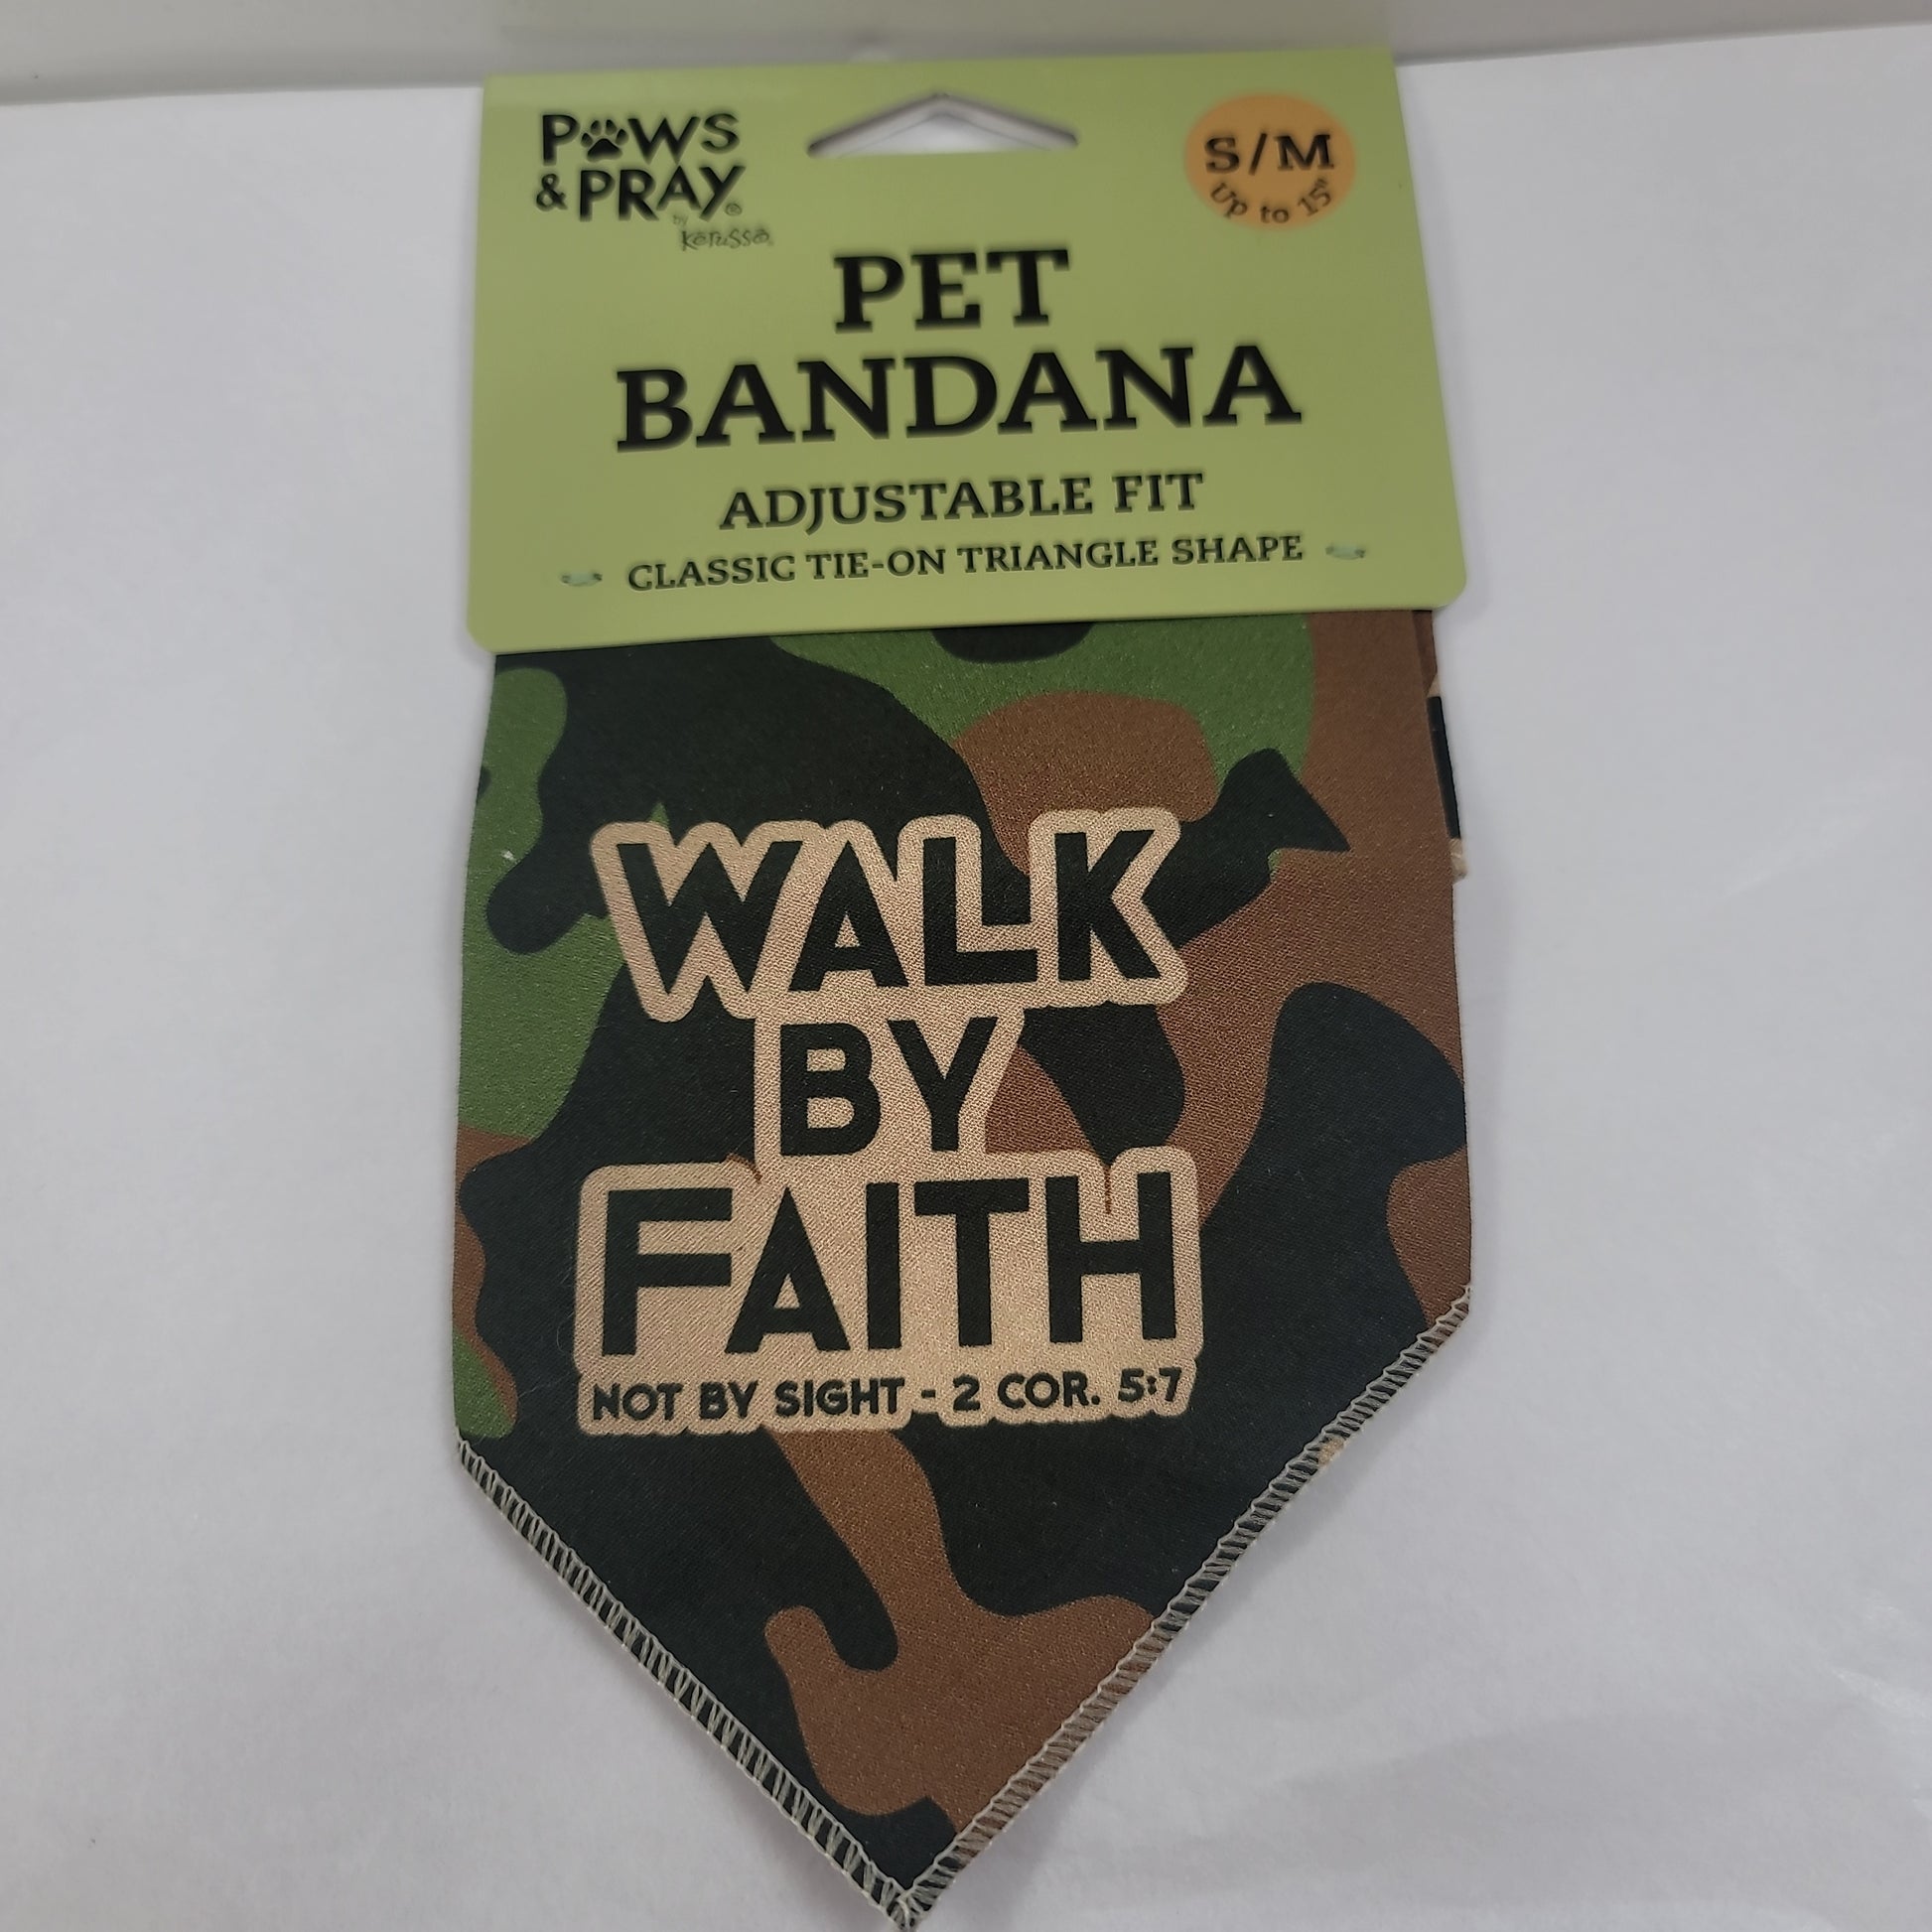 PAWS
& PRAY®
by
Kerusso®
S/M
Up to 15"
PET
BANDANA
ADJUSTABLE FIT
CLASSIC TIE-ON TRIANGLE SHAPE
WALK
BY
FAITH
NOT BY SIGHT - 2 COR. 5:7